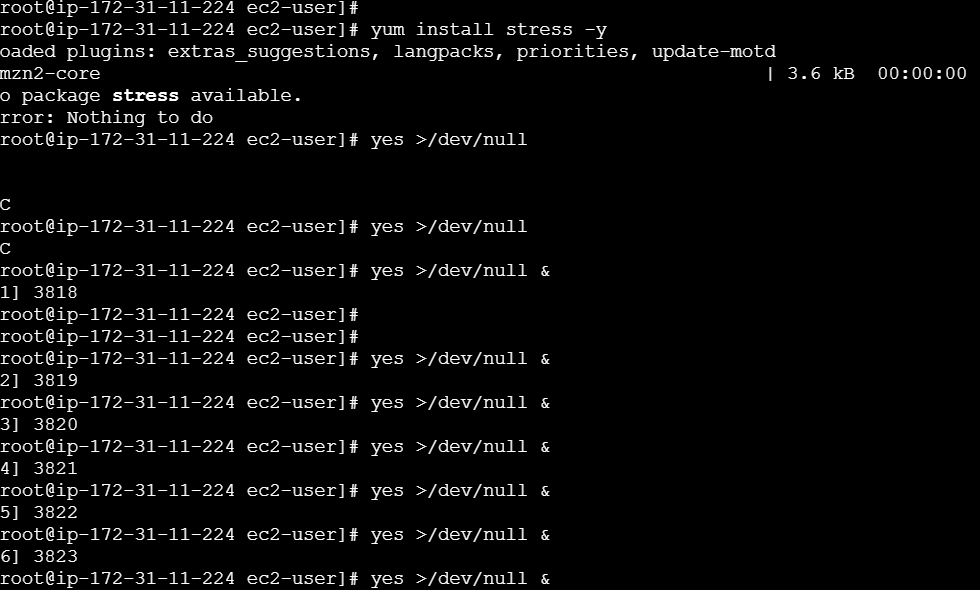 root@ip-172-31-11-224 ec2-user]#
root@ip-172-31-11-224 ec2-user]# yum install stress -y
oaded plugins: extras_suggestions, langpacks, priorities, update-motd
mzn2-core | 3.6 kB 00:00:00
o package stress available.
rror: Nothing to do
root@ip-172-31-11-224 ec2-user]# yes >/dev/null
C
root@ip-172-31-11-224 ec2-user]# yes >/dev/null
C
root@ip-172-31-11-224 ec2-user]# yes >/dev/null &
1] 3818
root@ip-172-31-11-224 ec2-user]#
root@ip-172-31-11-224 ec2-user]#
root@ip-172-31-11-224 ec2-user]# yes >/dev/null &
2] 3819
root@ip-172-31-11-224 ec2-user]# yes >/dev/null &
3] 3820
root@ip-172-31-11-224 ec2-user]# yes >/dev/null &
4] 3821
root@ip-172-31-11-224 ec2-user]# yes >/dev/null &
5] 3822
root@ip-172-31-11-224 ec2-user]# yes >/dev/null &
6] 3823
root@ip-172-31-11-224 ec2-user]# yes >/dev/null &